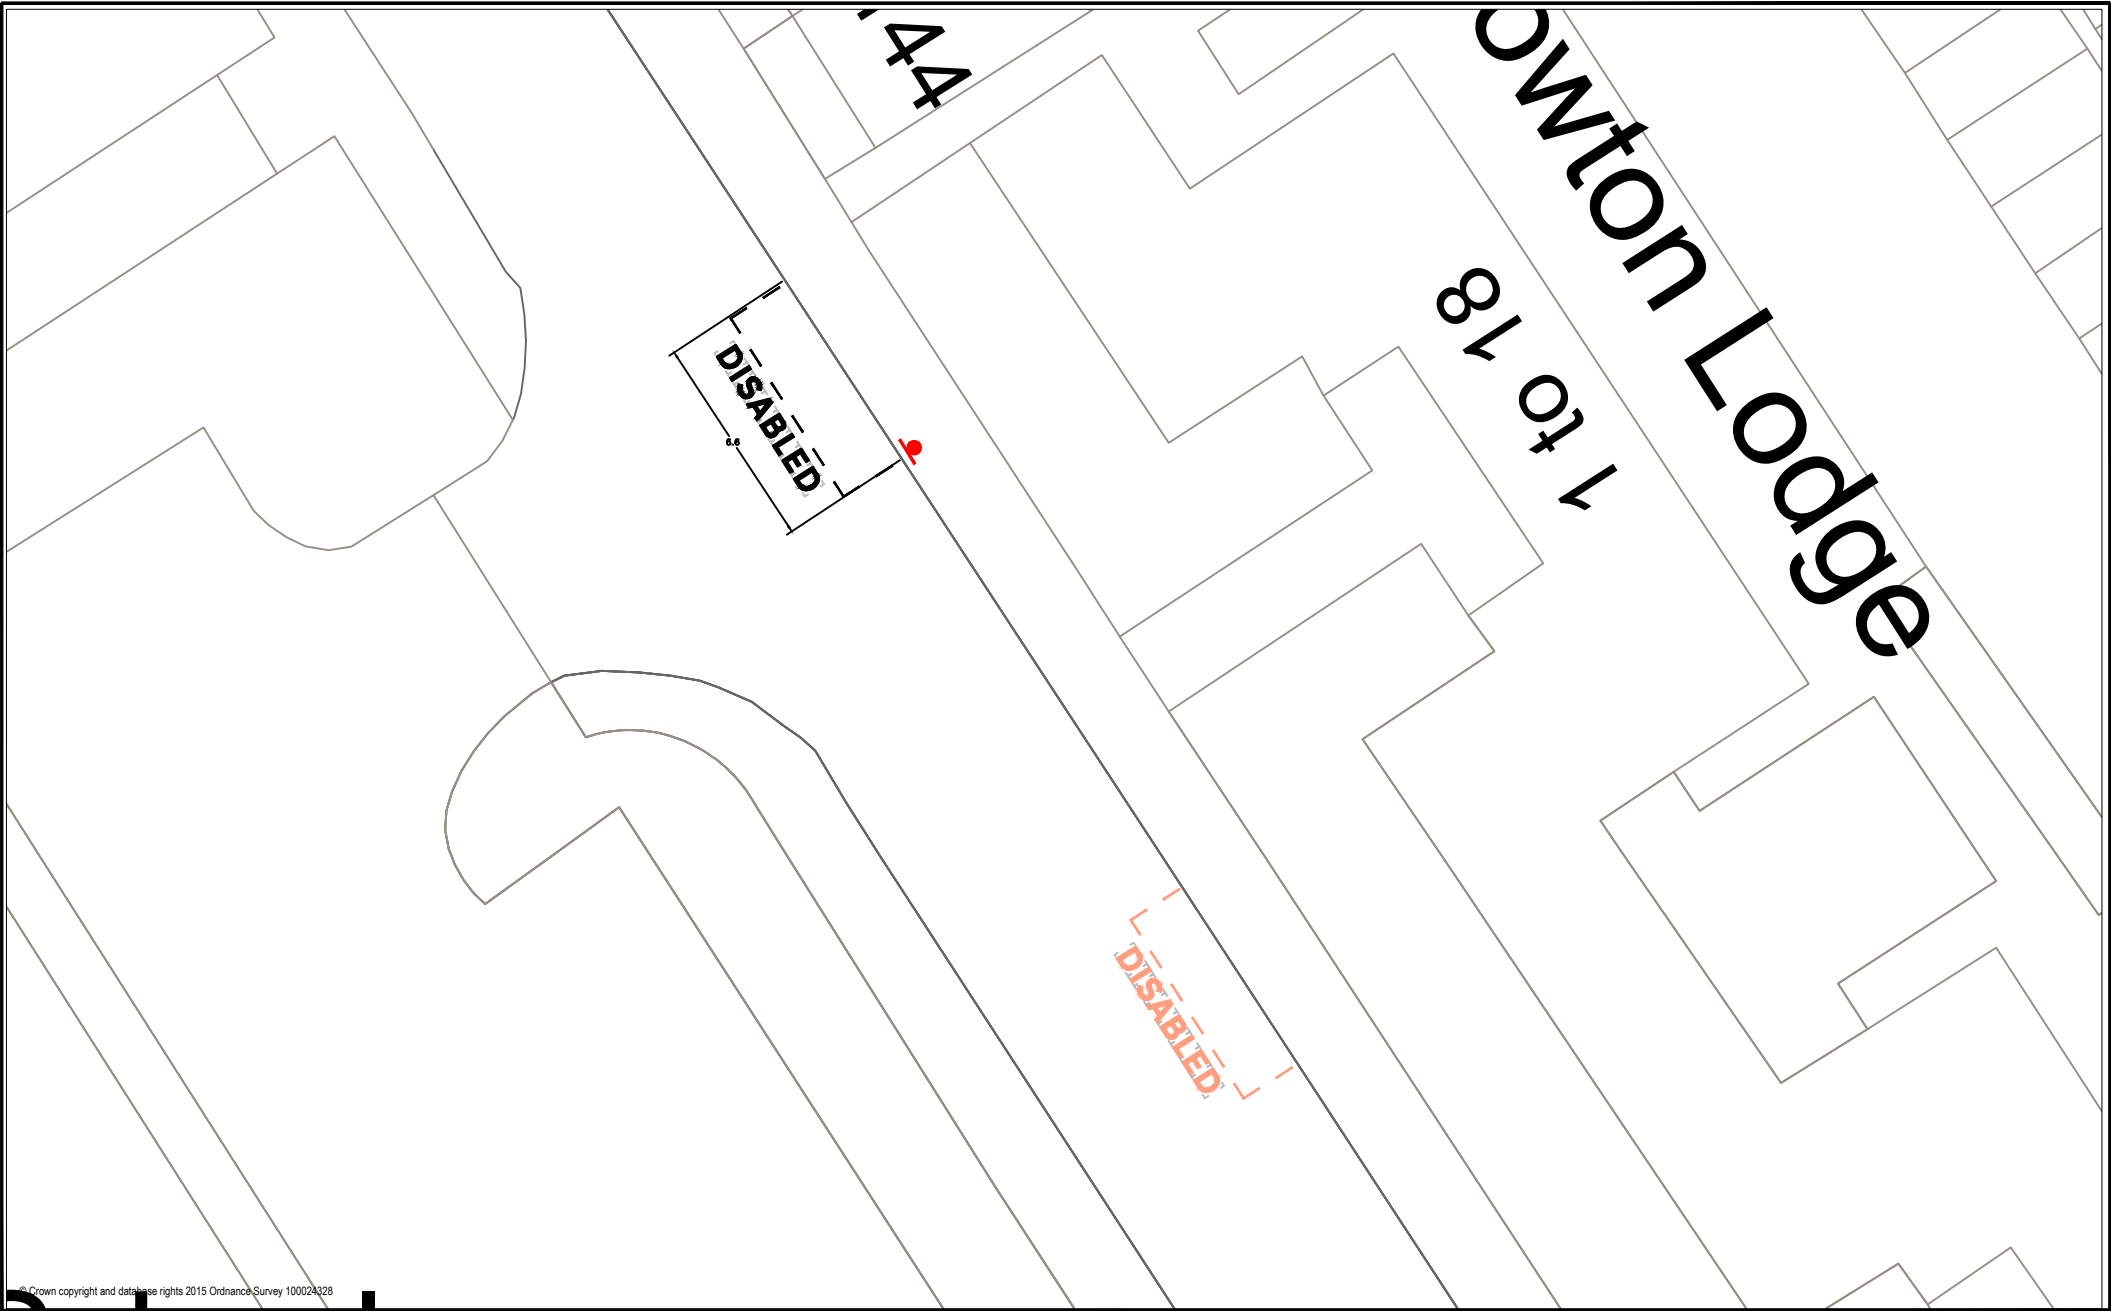 44
owton Lodge
1 to 18
DISABLED
6.6
DISABLED
© Crown copyright and database rights 2015 Ordnance Survey 100024328